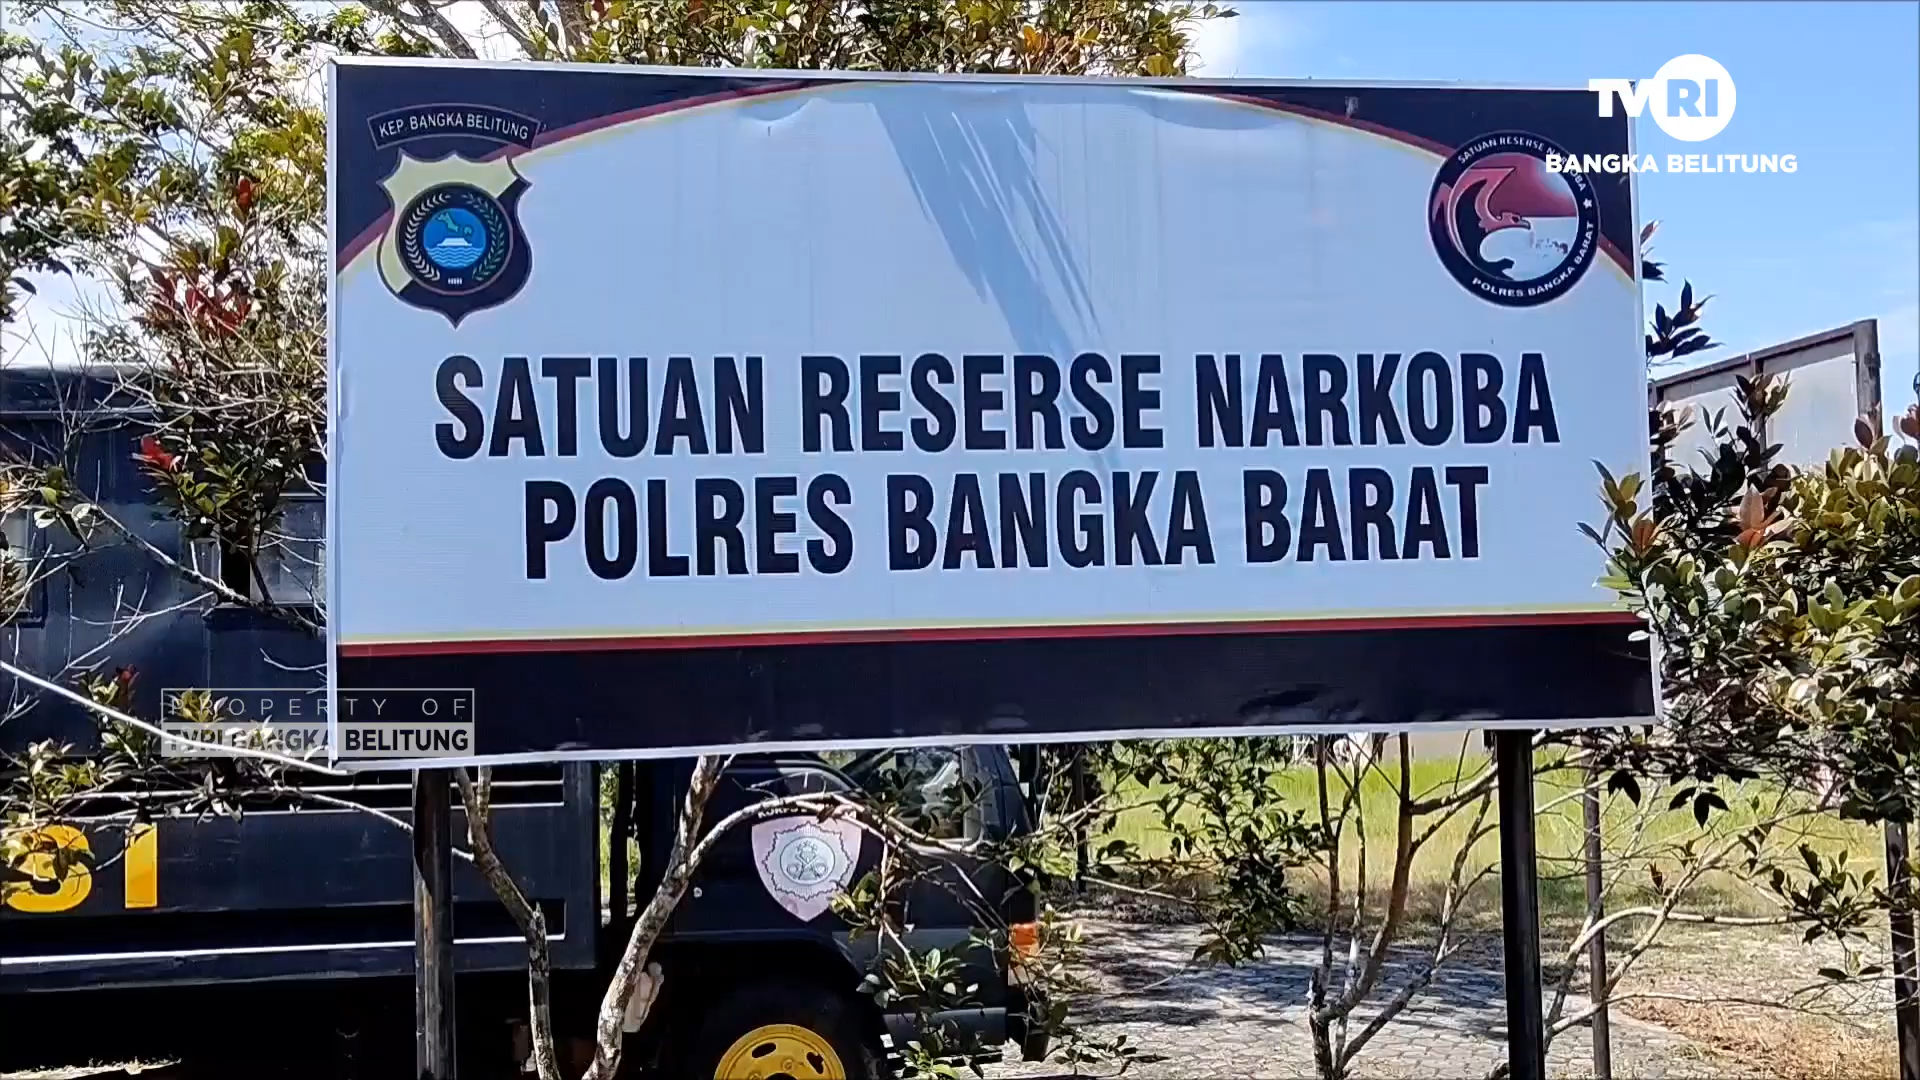 TVRI
BANGKA BELITUNG
KEP. BANGKA BELITUNG
SATUAN RESERSE NARKOBA
POLRES BANGKA BARAT
SATUAN RESERSE NARKOBA
POLRES BANGKA BARAT
PROPERTY OF
TVRI BANGKA BELITUNG
SI